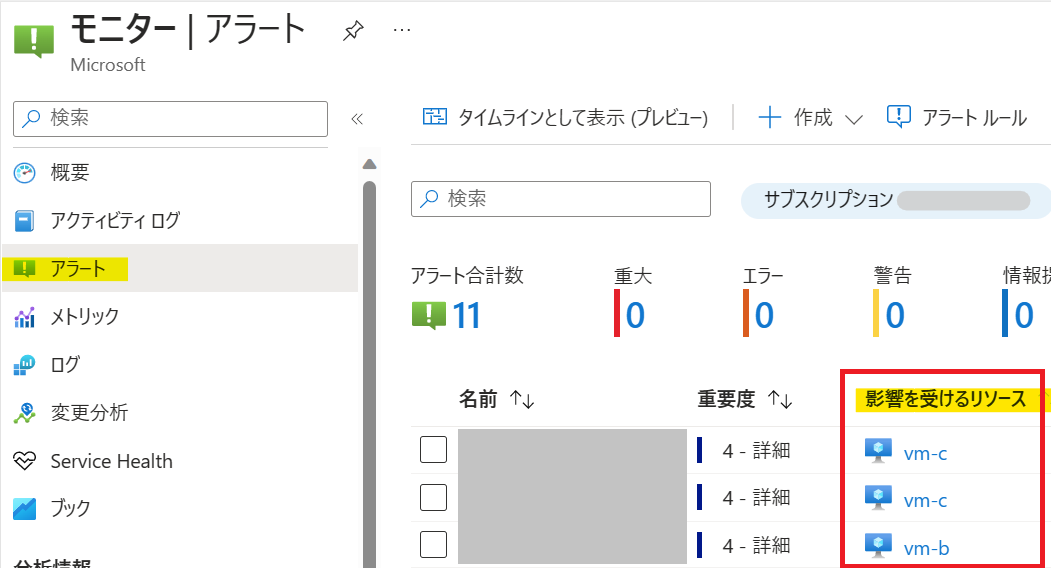 モニター | アラート
Microsoft
検索
概要
アクティビティ ログ
アラート
メトリック
ログ
変更分析
Service Health
ブック
タイムラインとして表示 (プレビュー)
作成
アラート ルール
検索
サブスクリプション
アラート合計数 重大 エラー 警告
11 0 0 0 0
名前 重要度 影響を受けるリソース
4 - 詳細 vm-c
4 - 詳細 vm-c
4 - 詳細 vm-b